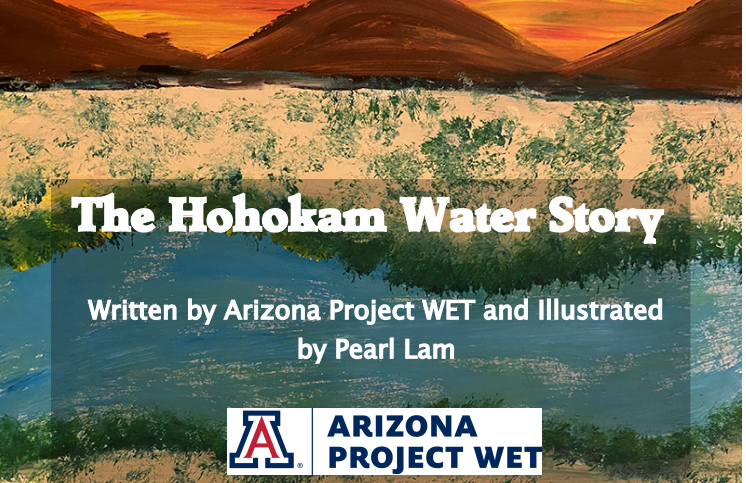 The Hohokam Water Story
Written by Arizona Project WET and Illustrated
by Pearl Lam
A
®
ARIZONA
PROJECT WET